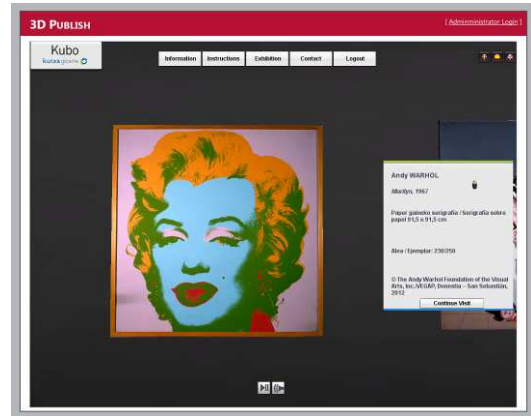 3D PUBLISH
[ Admininistrator Login ]
Kubo
kutxa
Information
Instructions
Exhibition
Contact
Logout
Andy WARHOL
Marilyn, 1967
Paper gaineko serigrafia / Serigrafía sobre
papel 91,5 x 91,5 cm
Alea / Ejemplar: 230/250
© The Andy Warhol Foundation of the Visual
Arts, Inc./VEGAP, Donostia – San Sebastián,
2012
Continue Visit